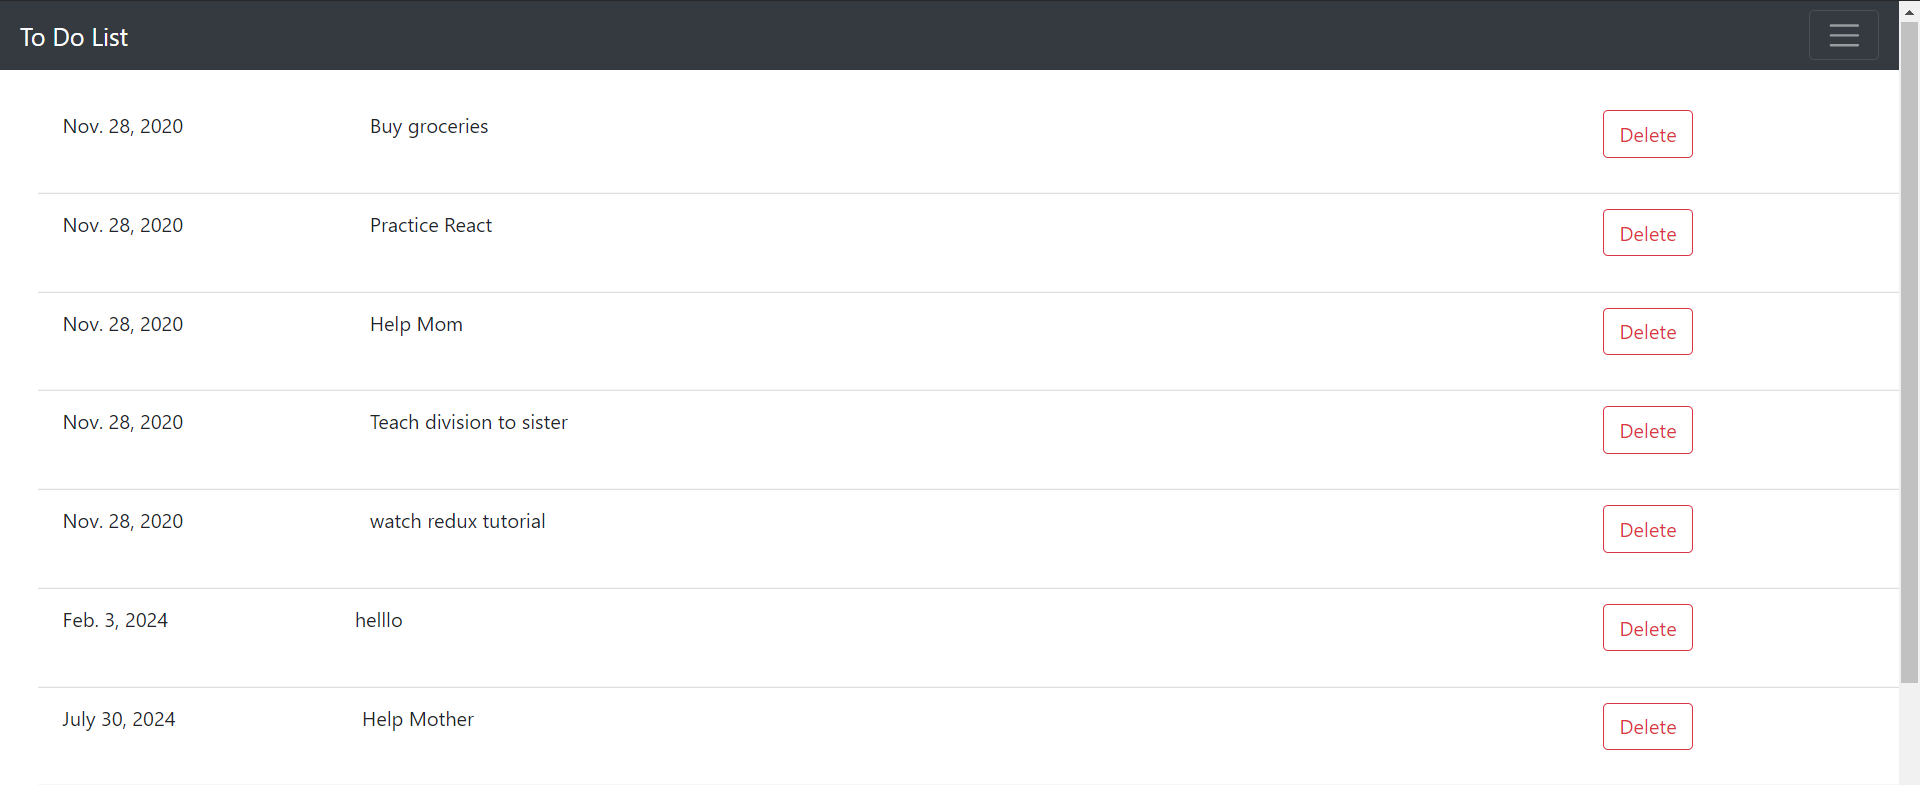 To Do List
Nov. 28, 2020 Buy groceries Delete
Nov. 28, 2020 Practice React Delete
Nov. 28, 2020 Help Mom Delete
Nov. 28, 2020 Teach division to sister Delete
Nov. 28, 2020 watch redux tutorial Delete
Feb. 3, 2024 helllo Delete
July 30, 2024 Help Mother Delete